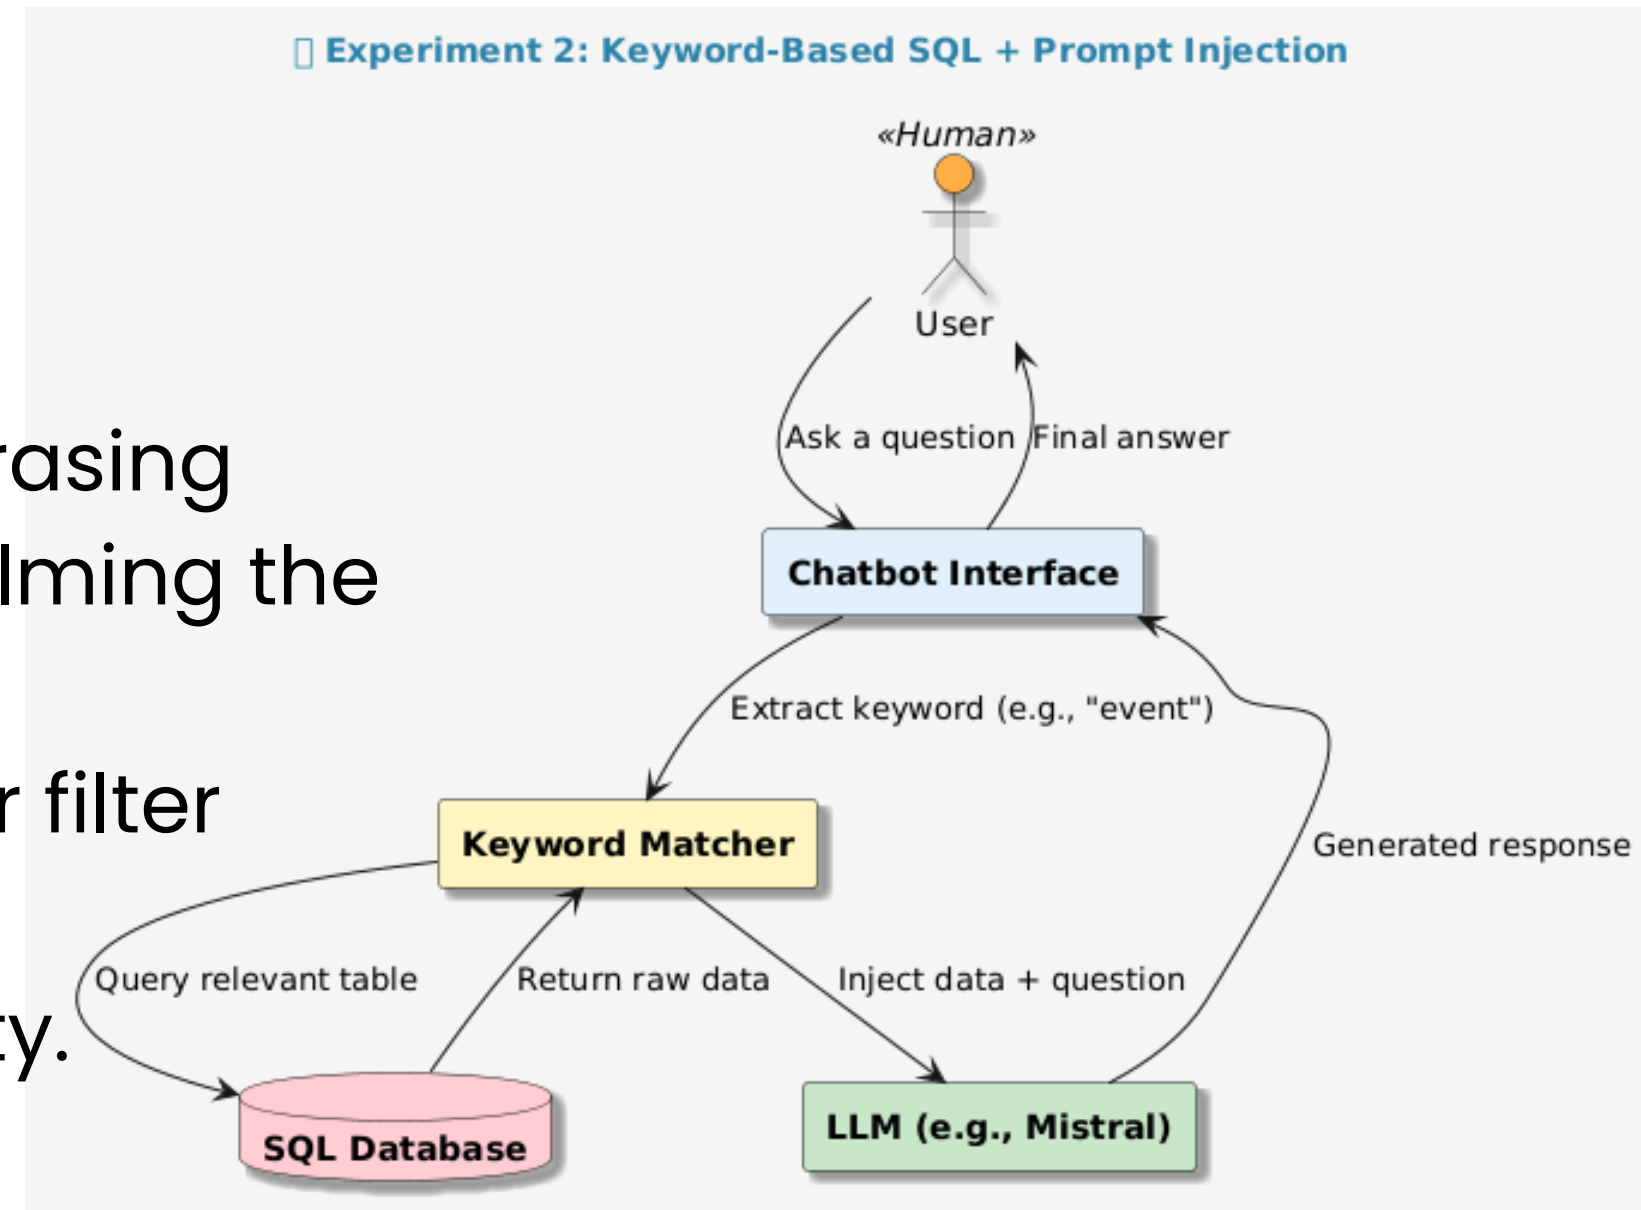 Experiment 2: Keyword-Based SQL + Prompt Injection
«Human»
User
Ask a question
Final answer
rasing
lming the
Chatbot Interface
Extract keyword (e.g., "event")
r filter
Keyword Matcher
Generated response
Query relevant table
Return raw data
Inject data + question
ty.
SQL Database
LLM (e.g., Mistral)